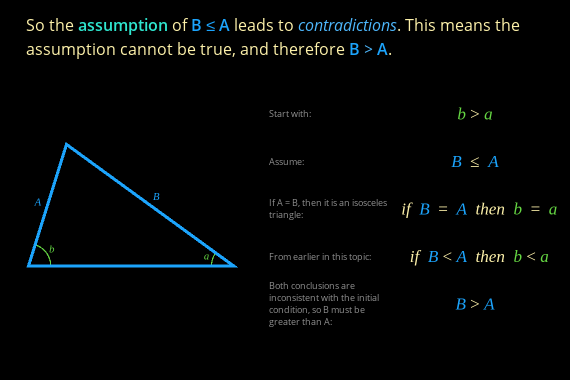 So the assumption of B ≤ A leads to contradictions. This means the
assumption cannot be true, and therefore B > A.
Start with:
b > a
Assume:
B ≤ A
If A = B, then it is an isosceles
triangle:
if B = A then b = a
From earlier in this topic:
if B < A then b < a
Both conclusions are
inconsistent with the initial
condition, so B must be
greater than A:
B > A
A
B
b
a